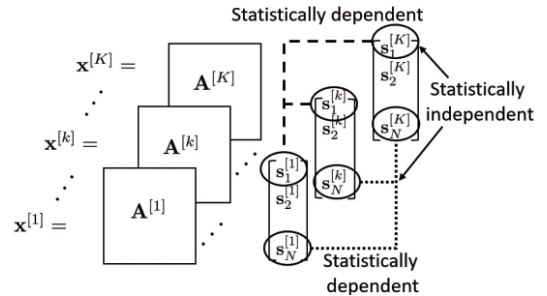 Statistically dependent
x^[K] = A^[K] s_1^[K] s_2^[K] s_N^[K]
Statistically
independent
x^[k] = A^[k] s_1^[k] s_2^[k] s_N^[k]
x^[1] = A^[1] s_1^[1] s_2^[1] s_N^[1]
Statistically
dependent